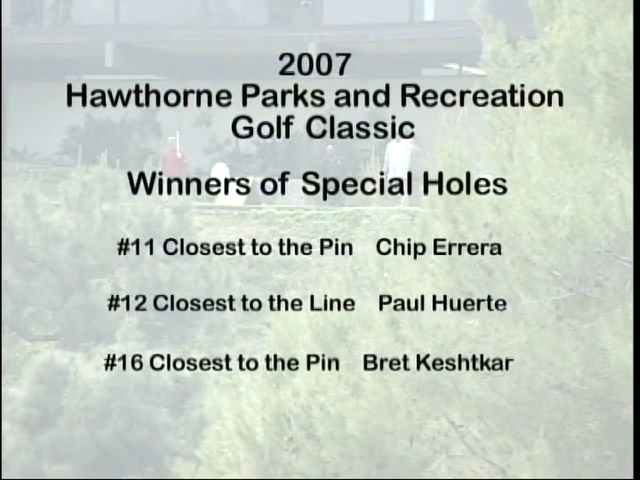 2007
Hawthorne Parks and Recreation
Golf Classic
Winners of Special Holes
#11 Closest to the Pin Chip Errera
#12 Closest to the Line Paul Huerte
#16 Closest to the Pin Bret Keshtkar